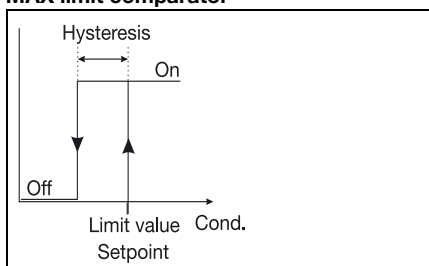 MAX limit comparator
Hysteresis
On
Off
Limit value Cond.
Setpoint